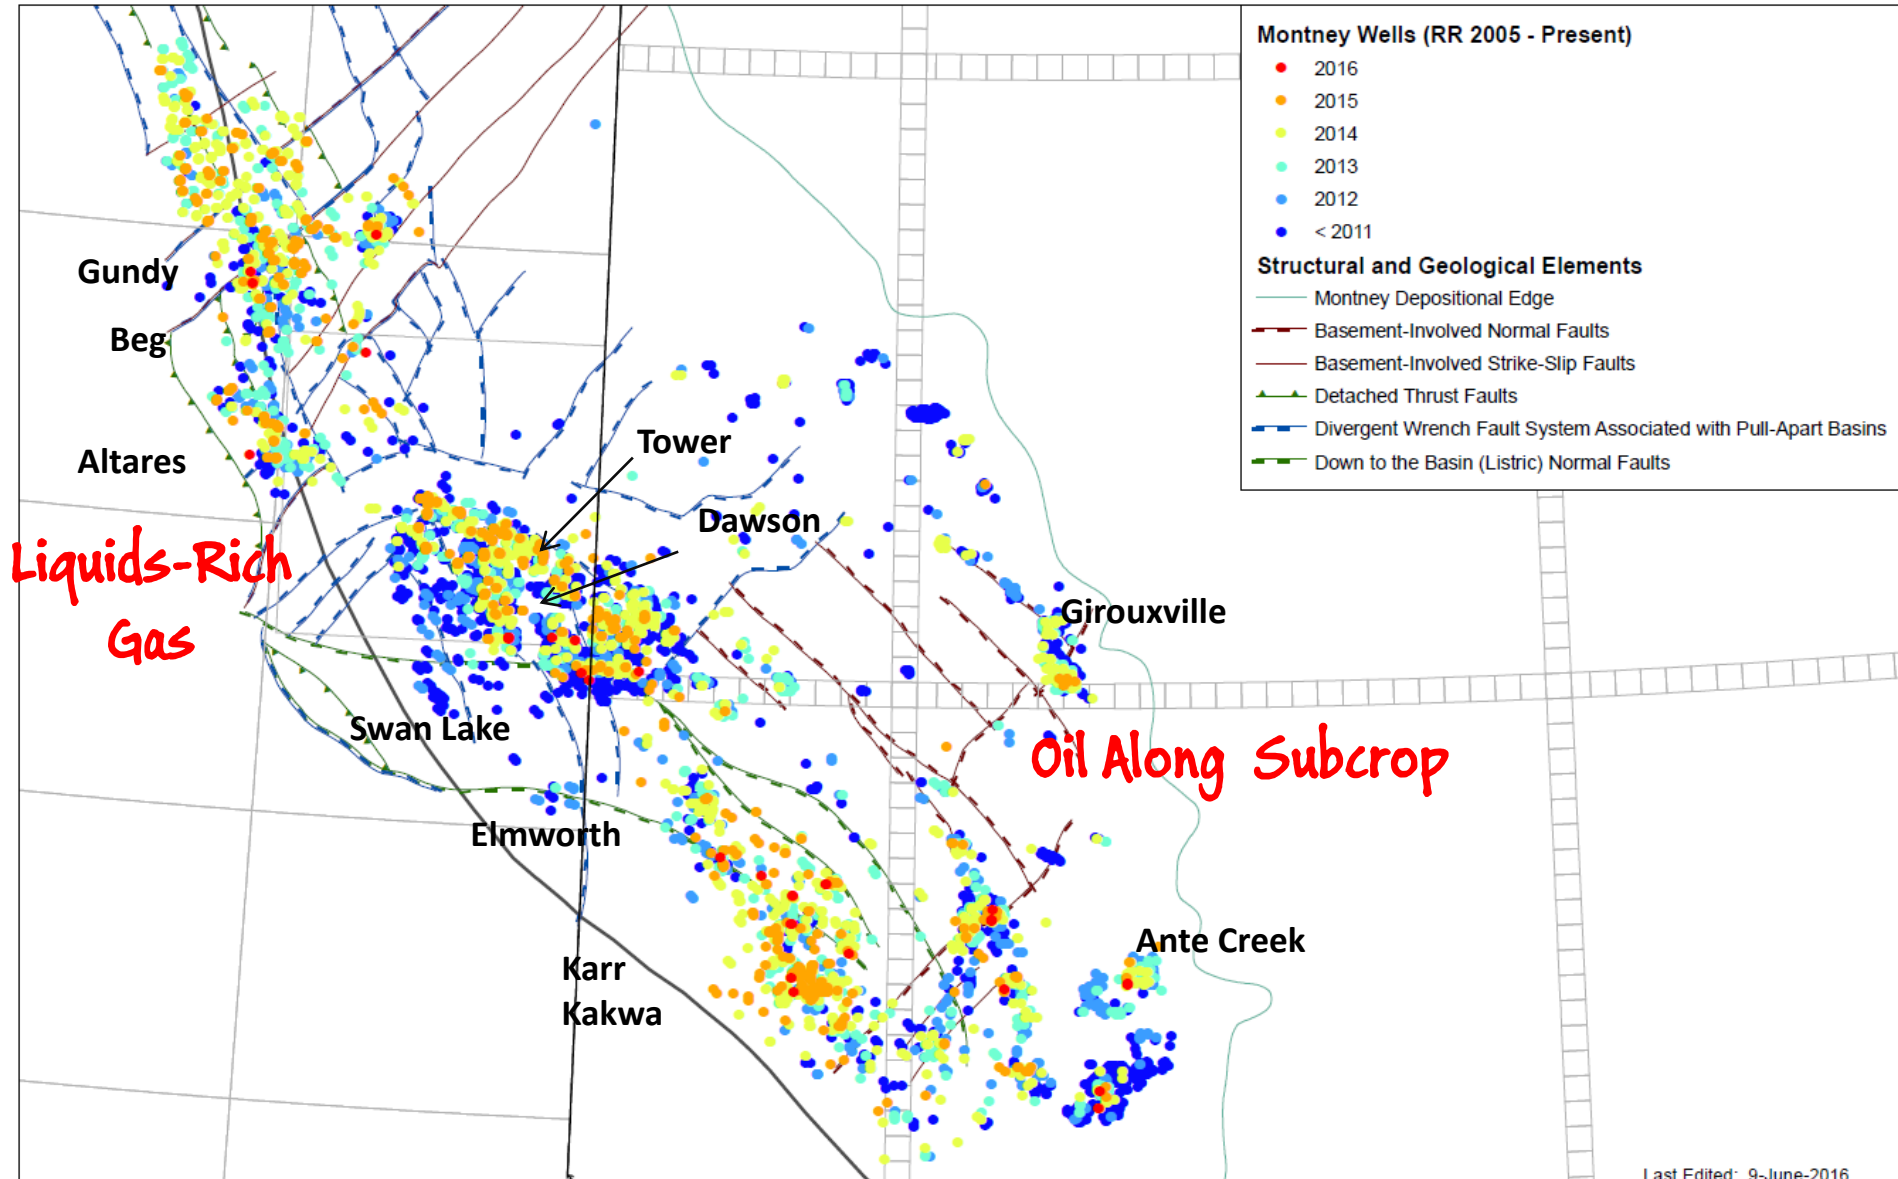 Montney Wells (RR 2005 - Present)
2016
2015
2014
2013
2012
< 2011
Structural and Geological Elements
Montney Depositional Edge
Basement-Involved Normal Faults
Basement-Involved Strike-Slip Faults
Detached Thrust Faults
Divergent Wrench Fault System Associated with Pull-Apart Basins
Down to the Basin (Listric) Normal Faults
Gundy
Beg
Altares
Tower
Dawson
Liquids-Rich
Gas
Girouxville
Swan Lake
Oil Along Subcrop
Elmworth
Ante Creek
Karr
Kakwa
Last Edited: 9-June-2016